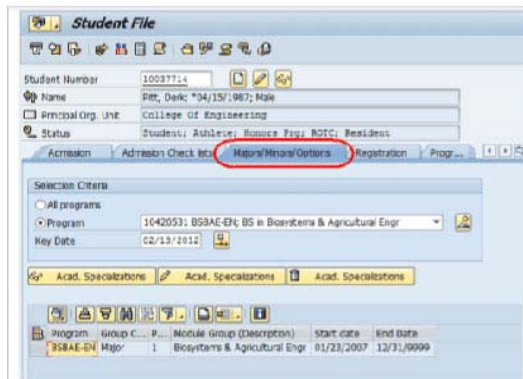 Student File
Student Number 10037714
Name Pitt, Derk; *04/15/1987; Male
Principal Org. Unit College Of Engineering
Status Student; Athlete; Honors Prg; ROTC; Resident
Admission Admission Check lists Majors/Minors/Options Registration Progr...
Selection Criteria
All programs
Program 10420531 BSBAE-EN; BS in Biosystems & Agricultural Engr
Key Date 02/13/2012
Acad. Specializations Acad. Specializations Acad. Specializations
Program Group C... P... Module Group (Description) Start date End Date
BSBAE-EN Major 1 Biosystems & Agricultural Engr 01/23/2007 12/31/9999